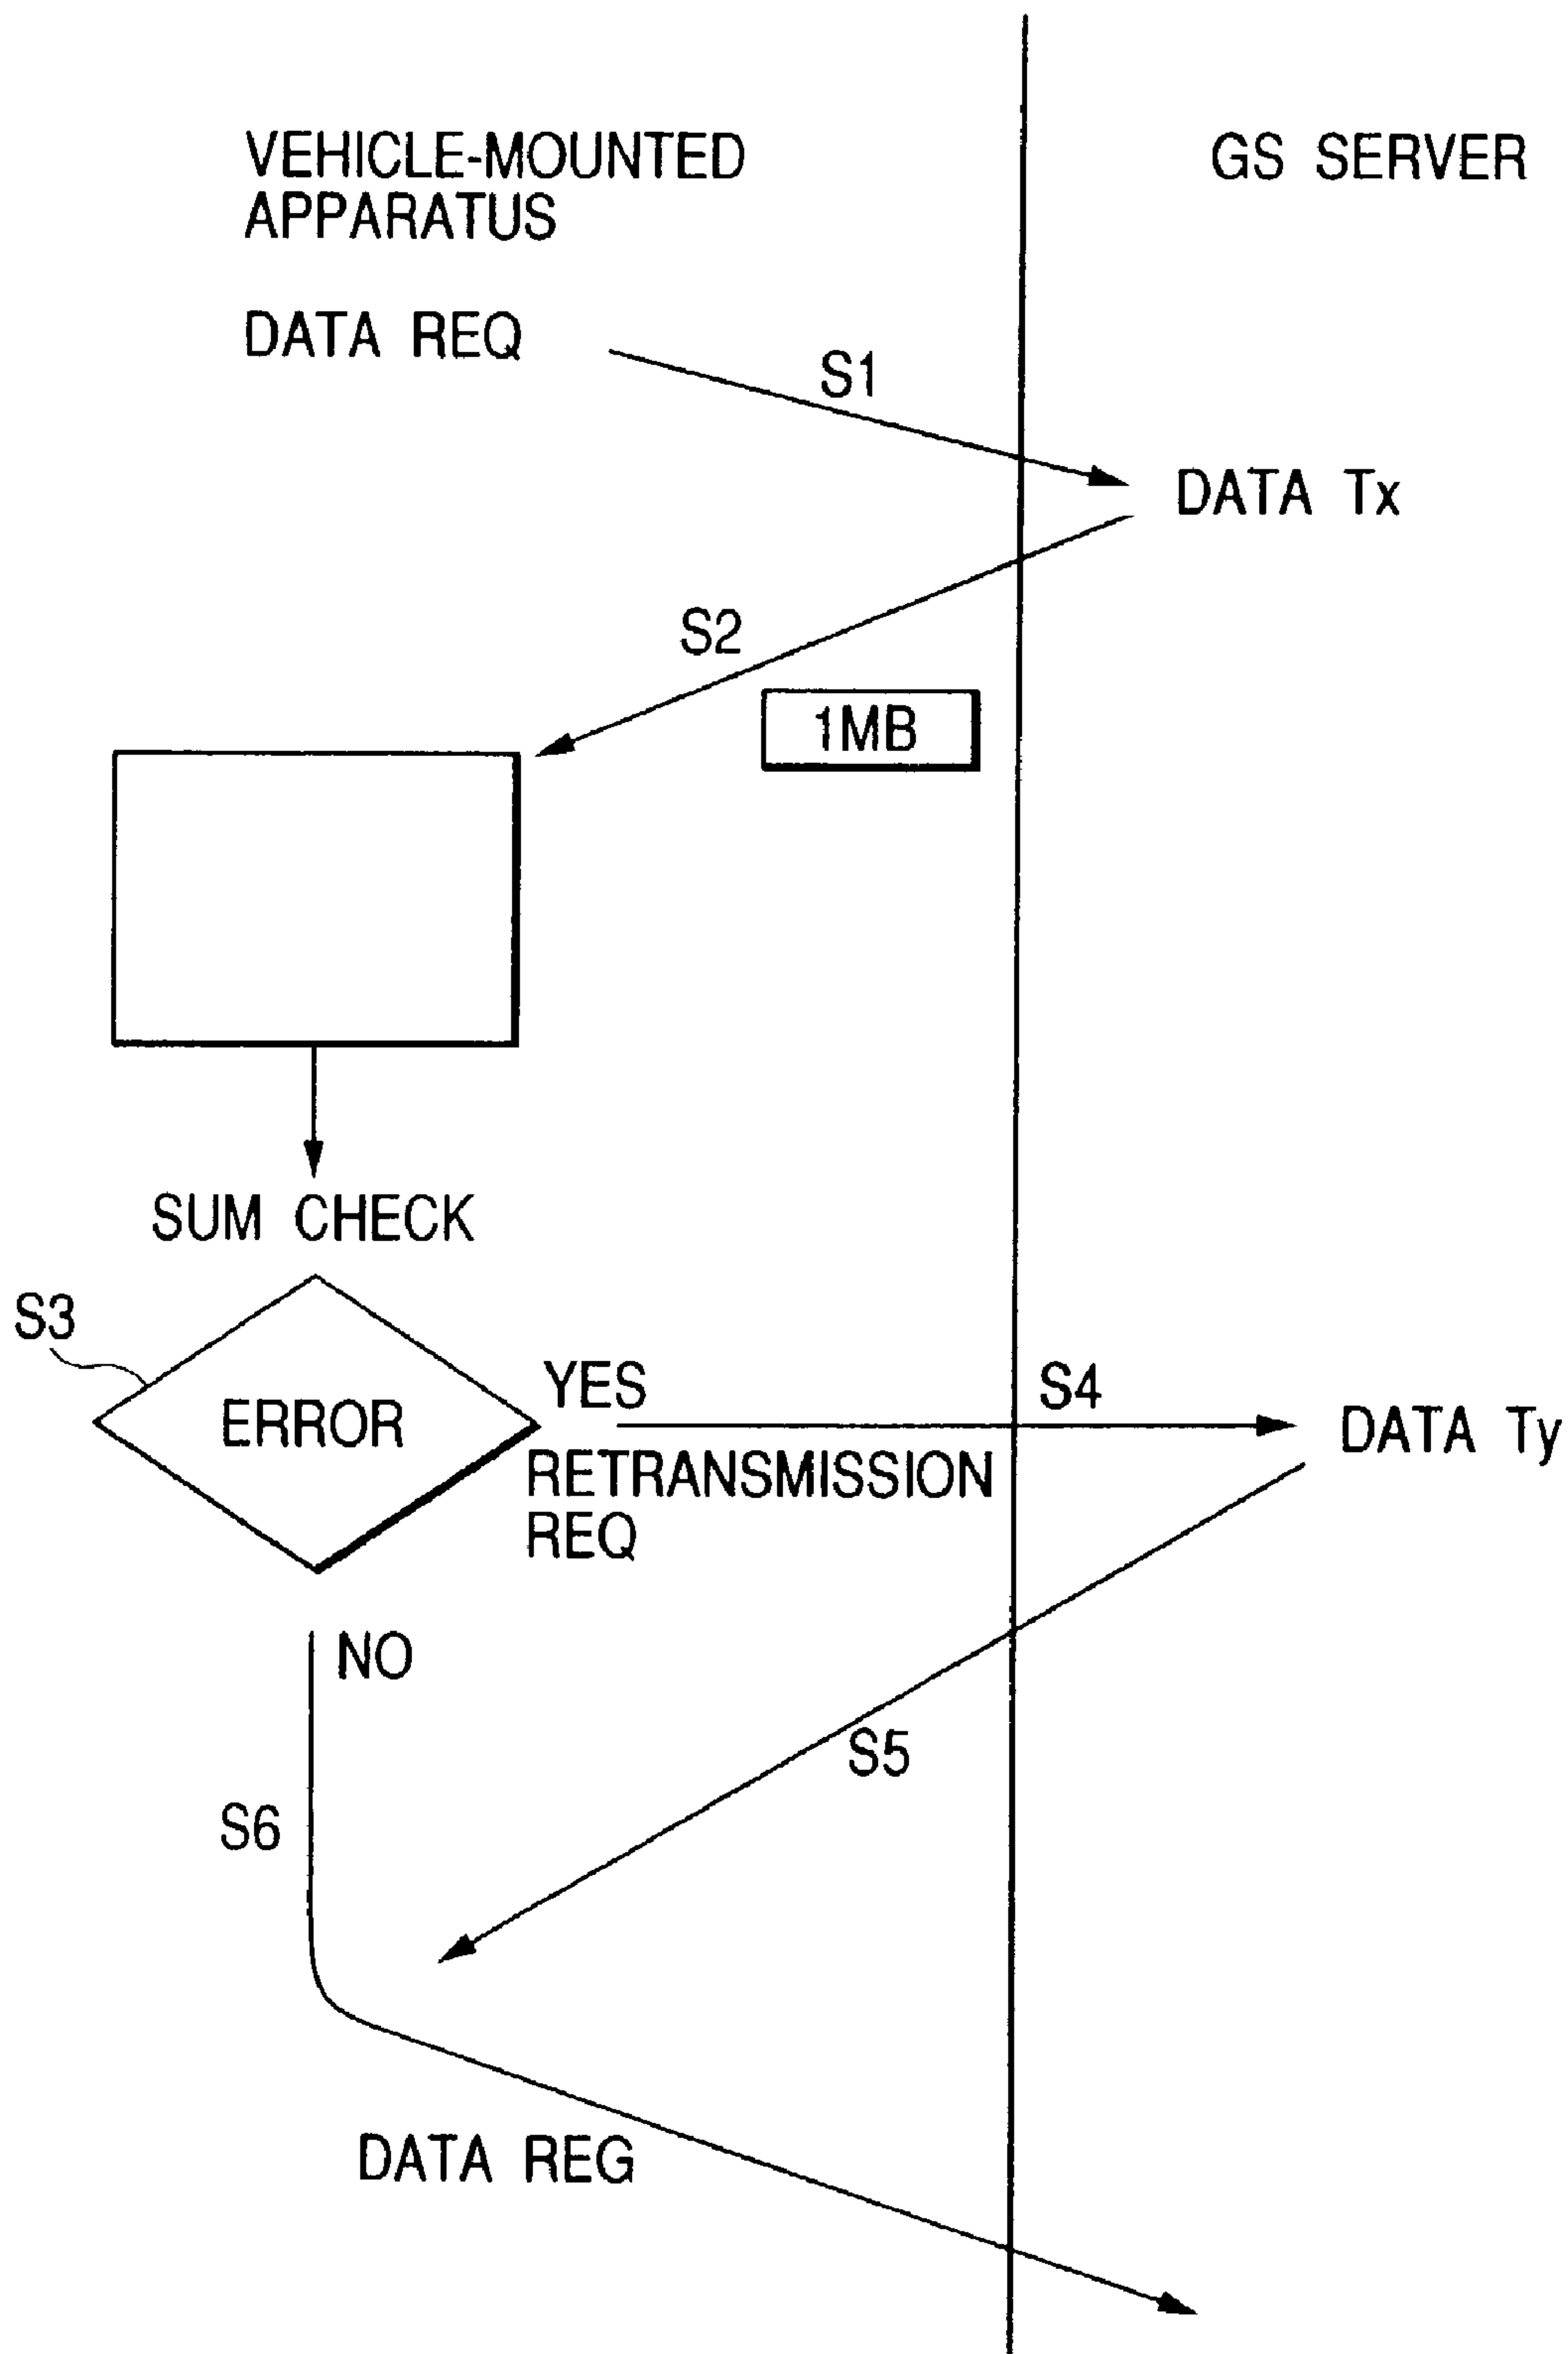 VEHICLE-MOUNTED
APPARATUS
GS SERVER
DATA REQ
S1
DATA Tx
S2
1MB
SUM CHECK
S3
ERROR
YES
S4
DATA Ty
RETRANSMISSION
REQ
NO
S5
S6
DATA REG